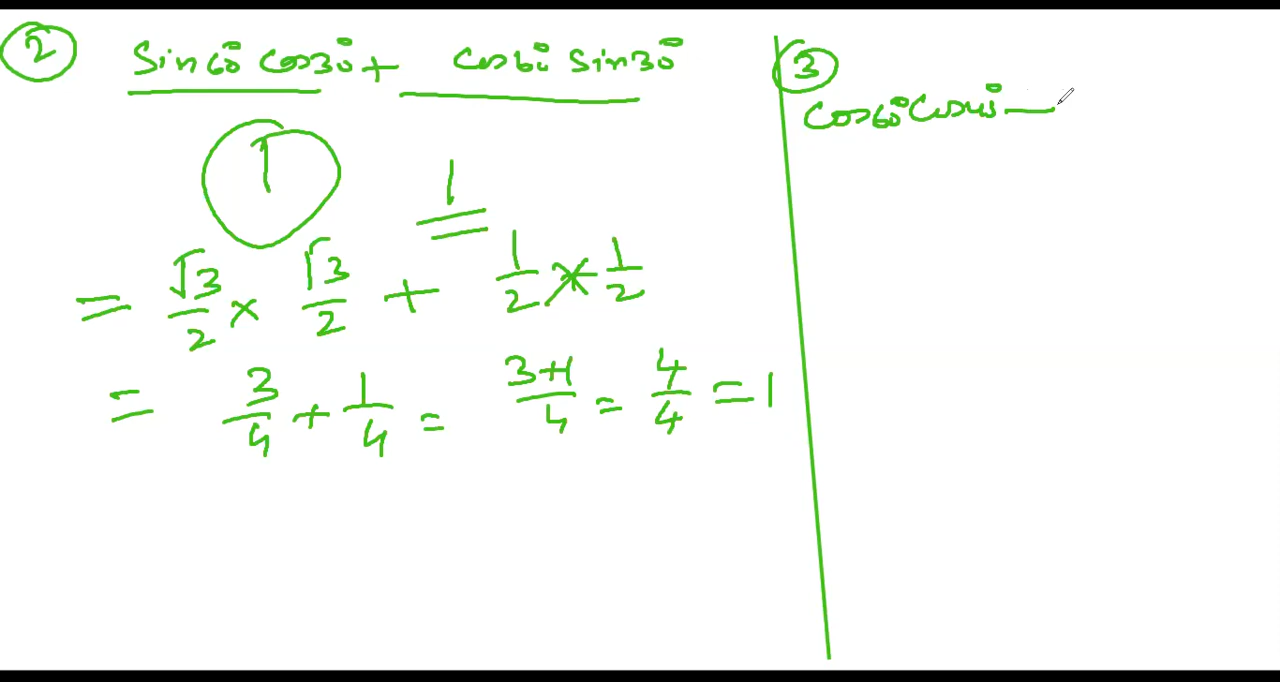 ② Sin60° Cos30° + Cos60° Sin30°
1
1
= √3/2 × √3/2 + 1/2 × 1/2
= 3/4 + 1/4 = 3+1/4 = 4/4 = 1
③
Cos60° Cos45° —